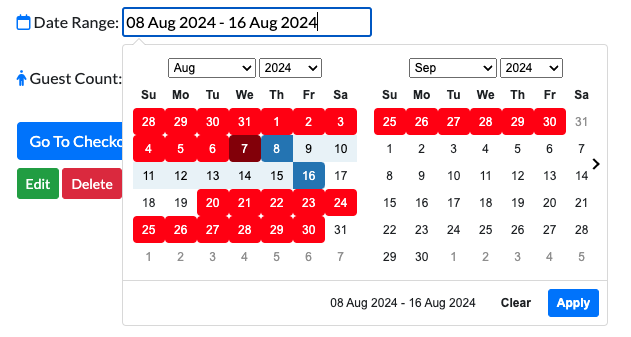 Date Range: 08 Aug 2024 - 16 Aug 2024
Guest Count:
Go To Checko
Edit Delete
Aug 2024
Su Mo Tu We Th Fr Sa
28 29 30 31 1 2 3
4 5 6 7 8 9 10
11 12 13 14 15 16 17
18 19 20 21 22 23 24
25 26 27 28 29 30 31
1 2 3 4 5 6 7
Sep 2024
Su Mo Tu We Th Fr Sa
25 26 27 28 29 30 31
1 2 3 4 5 6 7
8 9 10 11 12 13 14
15 16 17 18 19 20 21
22 23 24 25 26 27 28
29 30 1 2 3 4 5
08 Aug 2024 - 16 Aug 2024 Clear Apply